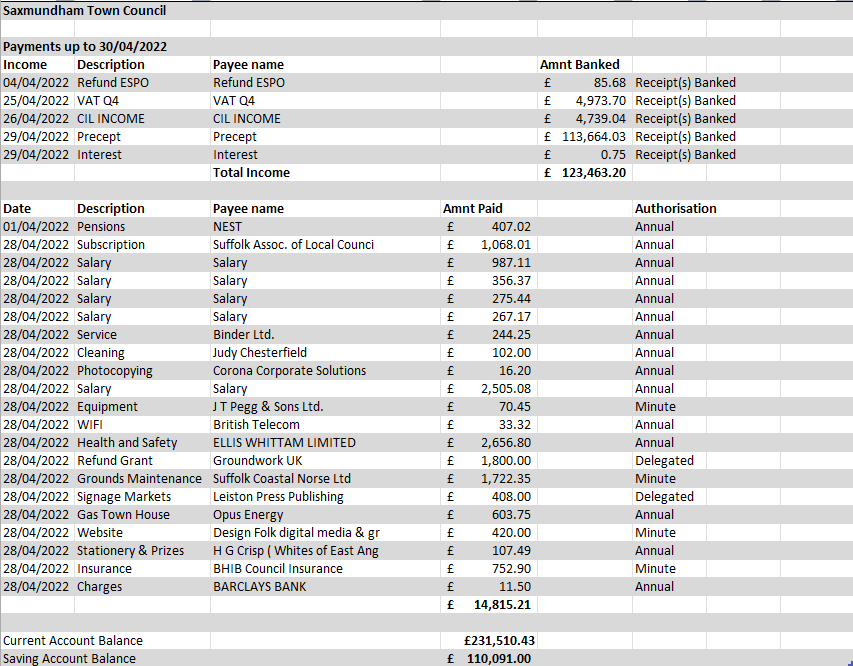 Saxmundham Town Council
Payments up to 30/04/2022
Income Description Payee name Amnt Banked
04/04/2022 Refund ESPO Refund ESPO £ 85.68 Receipt(s) Banked
25/04/2022 VAT Q4 VAT Q4 £ 4,973.70 Receipt(s) Banked
26/04/2022 CIL INCOME CIL INCOME £ 4,739.04 Receipt(s) Banked
29/04/2022 Precept Precept £ 113,664.03 Receipt(s) Banked
29/04/2022 Interest Interest £ 0.75 Receipt(s) Banked
Total Income £ 123,463.20
Date Description Payee name Amnt Paid Authorisation
01/04/2022 Pensions NEST £ 407.02 Annual
28/04/2022 Subscription Suffolk Assoc. of Local Counci £ 1,068.01 Annual
28/04/2022 Salary Salary £ 987.11 Annual
28/04/2022 Salary Salary £ 356.37 Annual
28/04/2022 Salary Salary £ 275.44 Annual
28/04/2022 Salary Salary £ 267.17 Annual
28/04/2022 Service Binder Ltd. £ 244.25 Annual
28/04/2022 Cleaning Judy Chesterfield £ 102.00 Annual
28/04/2022 Photocopying Corona Corporate Solutions £ 16.20 Annual
28/04/2022 Salary Salary £ 2,505.08 Annual
28/04/2022 Equipment J T Pegg & Sons Ltd. £ 70.45 Minute
28/04/2022 WIFI British Telecom £ 33.32 Annual
28/04/2022 Health and Safety ELLIS WHITTAM LIMITED £ 2,656.80 Annual
28/04/2022 Refund Grant Groundwork UK £ 1,800.00 Delegated
28/04/2022 Grounds Maintenance Suffolk Coastal Norse Ltd £ 1,722.35 Minute
28/04/2022 Signage Markets Leiston Press Publishing £ 408.00 Delegated
28/04/2022 Gas Town House Opus Energy £ 603.75 Annual
28/04/2022 Website Design Folk digital media & gr £ 420.00 Minute
28/04/2022 Stationery & Prizes H G Crisp ( Whites of East Ang £ 107.49 Annual
28/04/2022 Insurance BHIB Council Insurance £ 752.90 Minute
28/04/2022 Charges BARCLAYS BANK £ 11.50 Annual
£ 14,815.21
Current Account Balance £231,510.43
Saving Account Balance £ 110,091.00